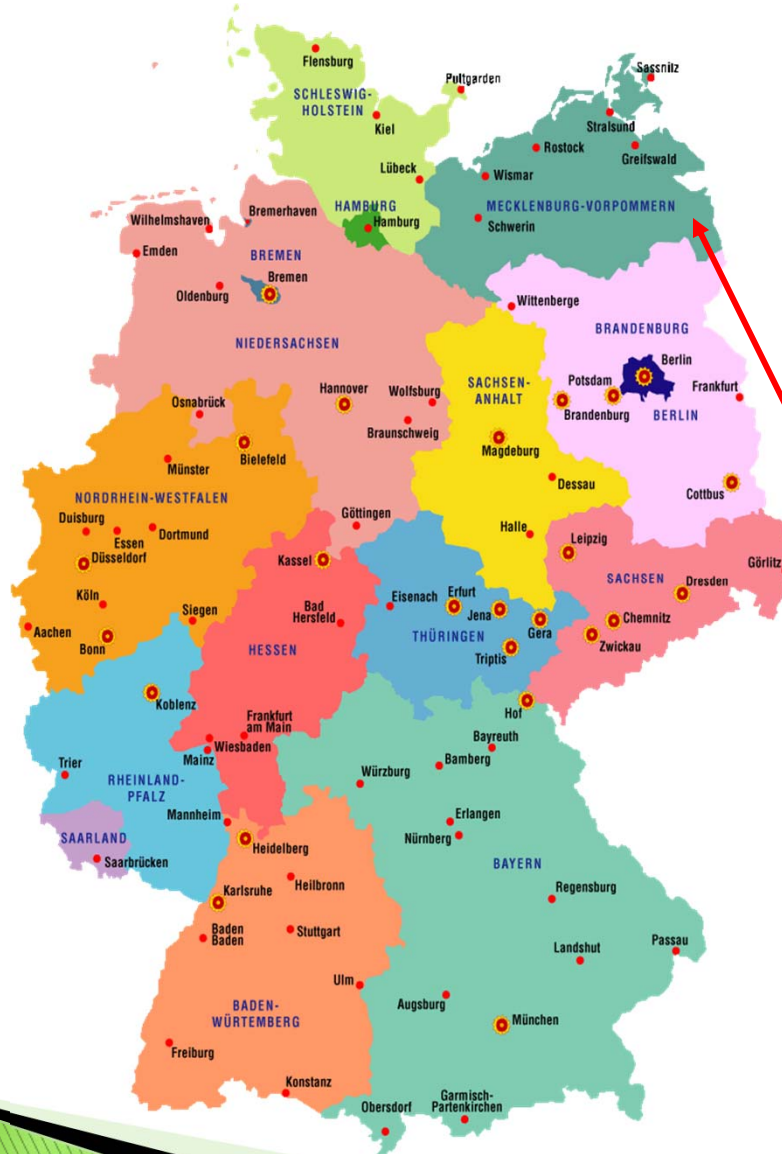 Flensburg
Puttgarden
Sassnilz
SCHLESWIG-
HOLSTEIN
Kiel
Stralsund
Rostock
Greifswald
Lübeck
Wismar
MECKLENBURG-VORPOMMERN
Schwerin
HAMBURG
Hamburg
Bremerhaven
Wilhelmshaven
Emden
BREMEN
Bremen
Oldenburg
Wittenberge
BRANDENBURG
NIEDERSACHSEN
Berlin
SACHSEN-
ANHALT
Potsdam
Hannover
Wolfsburg
Frankfurt
Brandenburg
BERLIN
Osnabrück
Braunschweig
Bielefeld
Magdeburg
Münster
Dessau
Cottbus
NORDRHEIN-WESTFALEN
Göttingen
Duisburg
Essen
Dortmund
Halle
Leipzig
Düsseldorf
Kassel
Görlitz
SACHSEN
Dresden
Köln
Siegen
Bad
Hersfeld
Eisenach
Erfurt
Jena
Gera
Chemnitz
Aachen
Bonn
HESSEN
THÜRINGEN
Zwickau
Triptis
Koblenz
Hof
Frankfurt
am Main
Wiesbaden
Mainz
Bayreuth
Bamberg
Trier
Würzburg
RHEINLAND-
PFALZ
Mannheim
Erlangen
Nürnberg
SAARLAND
Saarbrücken
Heidelberg
BAYERN
Karlsruhe
Heilbronn
Regensburg
Baden
Baden
Stuttgart
Landshut
Passau
Ulm
Augsburg
BADEN-
WÜRTEMBERG
München
Freiburg
Konstanz
Obersdorf
Garmisch-
Partenkirchen